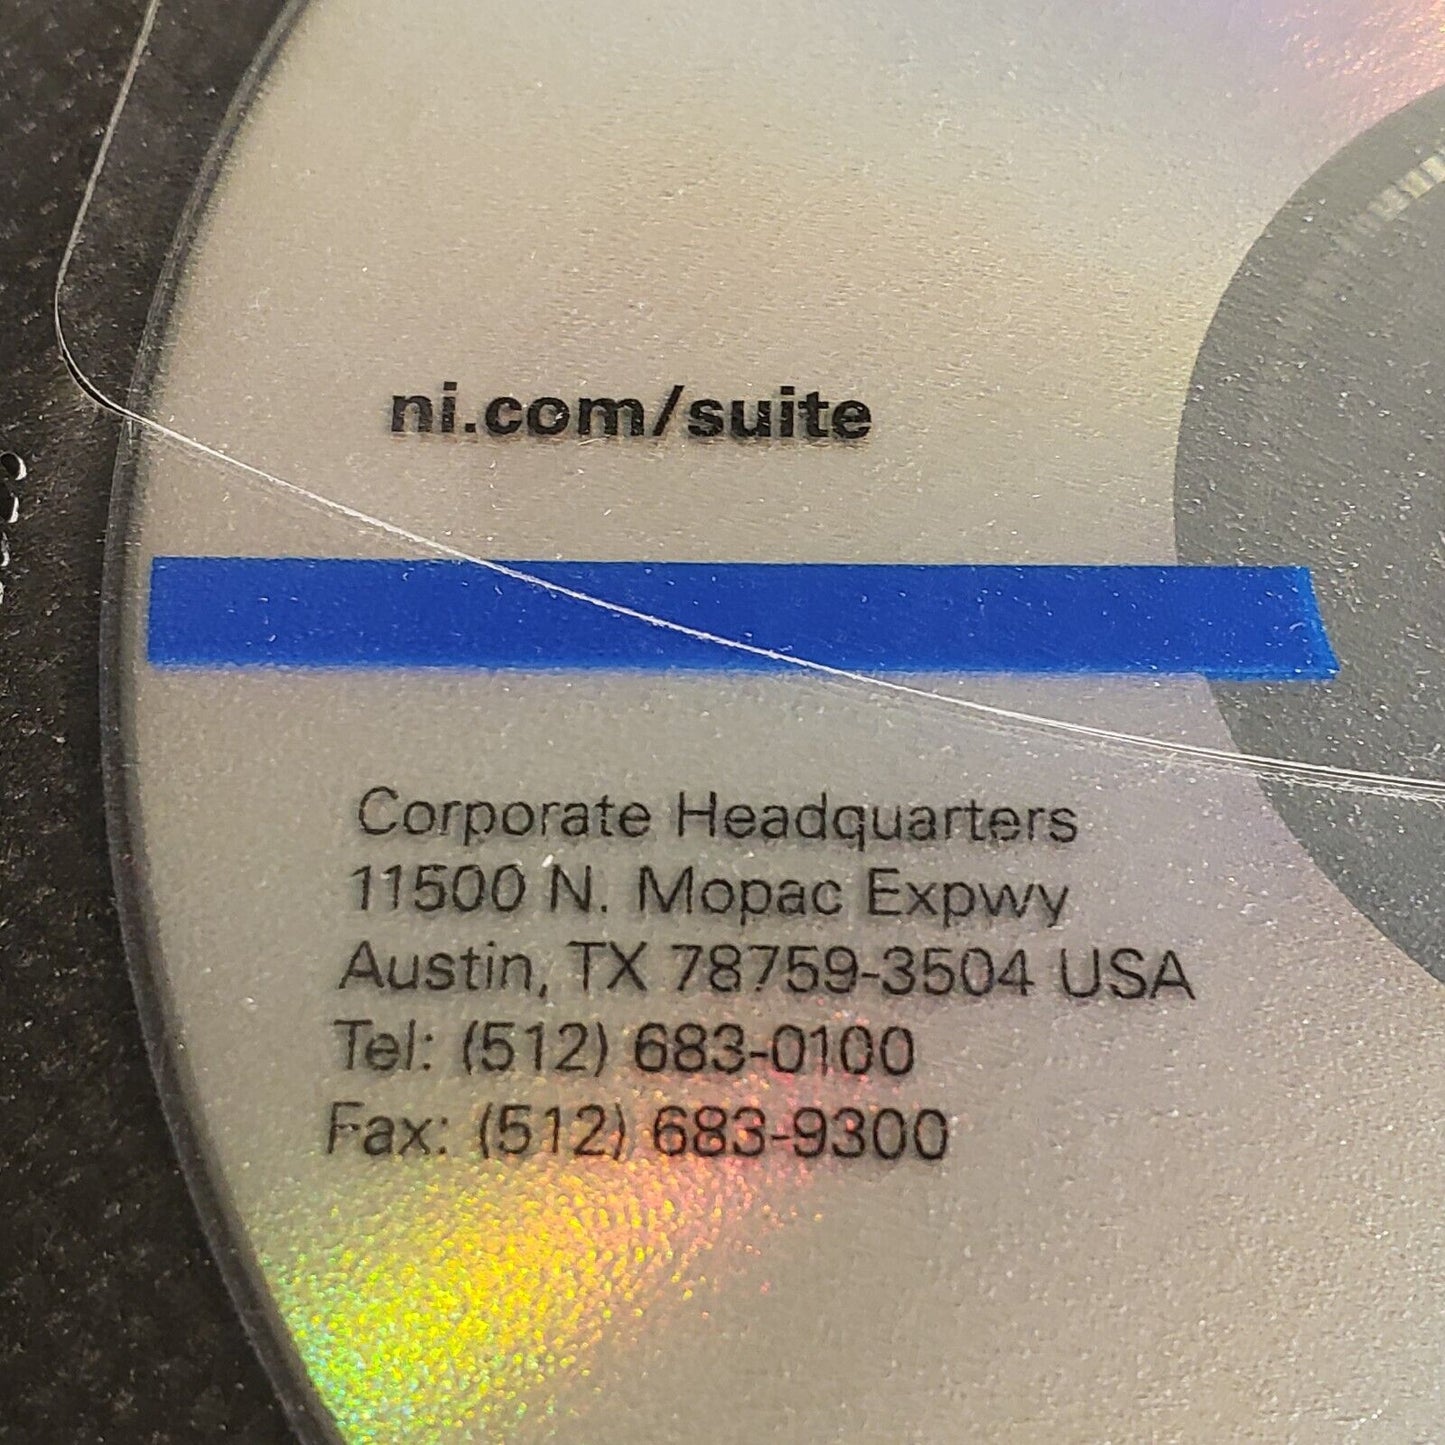 ni.com/suite
Corporate Headquarters
11500 N. Mopac Expwy
Austin, TX 78759-3504 USA
Tel: (512) 683-0100
Fax: (512) 683-9300